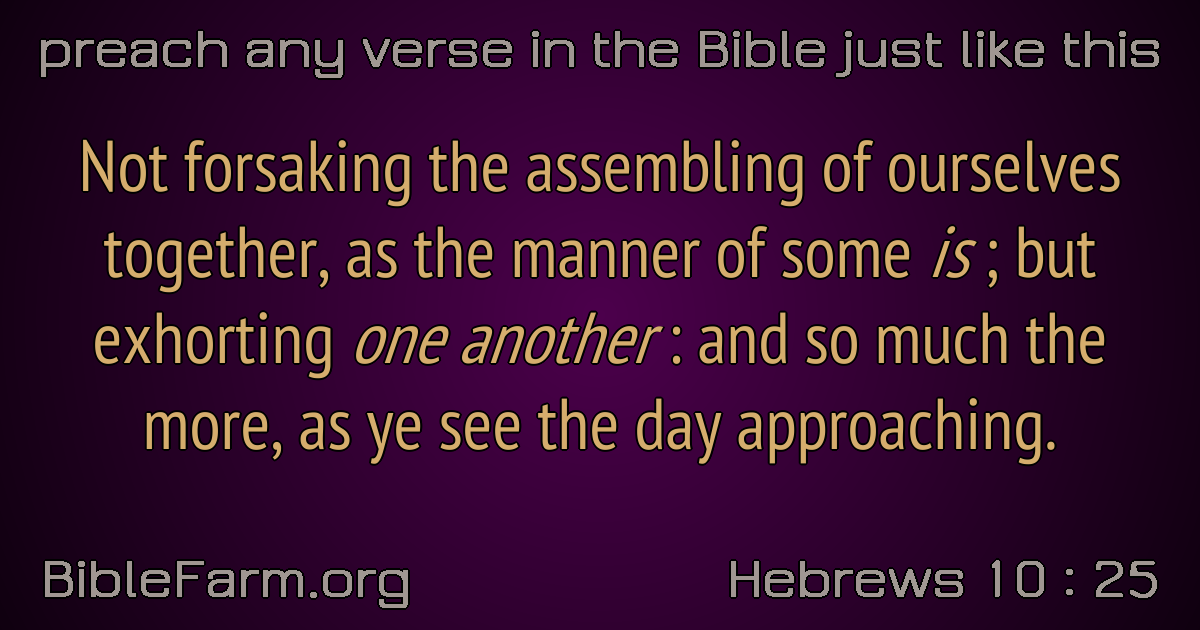 preach any verse in the Bible just like this
Not forsaking the assembling of ourselves
together, as the manner of some is ; but
exhorting one another : and so much the
more, as ye see the day approaching.
BibleFarm.org
Hebrews 10 : 25